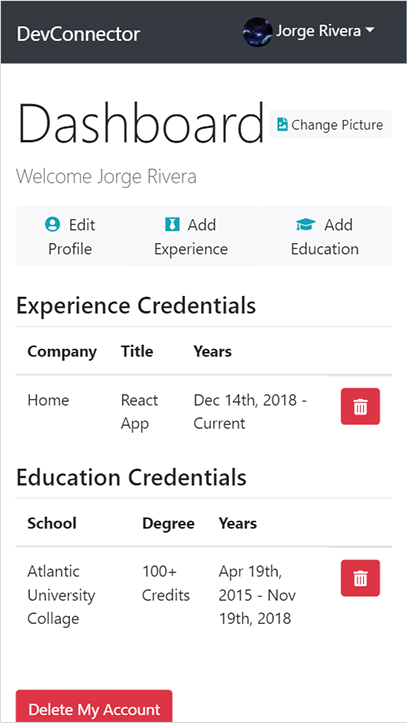 DevConnector Jorge Rivera
Dashboard Change Picture
Welcome Jorge Rivera
Edit Profile
Add Experience
Add Education
Experience Credentials
Company Title Years
Home React App Dec 14th, 2018 - Current
Education Credentials
School Degree Years
Atlantic University Collage 100+ Credits Apr 19th, 2015 - Nov 19th, 2018
Delete My Account